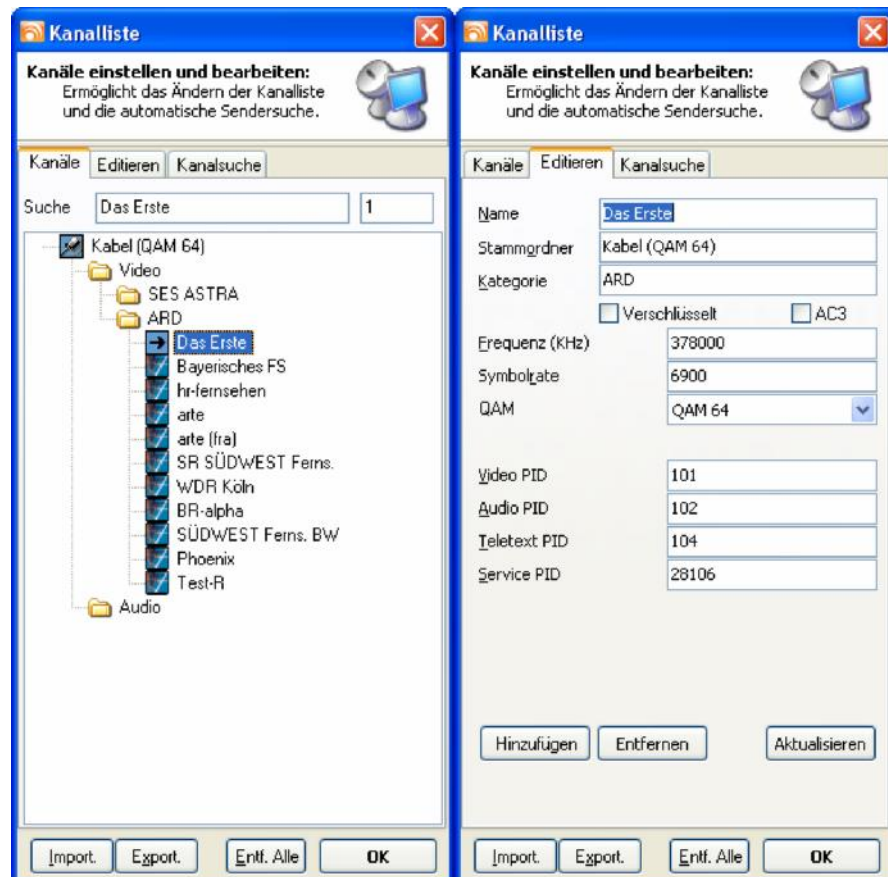 Kanalliste
Kanäle einstellen und bearbeiten:
Ermöglicht das Ändern der Kanalliste
und die automatische Sendersuche.
Kanäle Editieren Kanalsuche
Suche Das Erste 1
Kabel (QAM 64)
Video
SES ASTRA
ARD
Das Erste
Bayerisches FS
hr-fernsehen
arte
arte (fra)
SR SÜDWEST Ferns.
WDR Köln
BR-alpha
SÜDWEST Ferns. BW
Phoenix
Test-R
Audio
Import. Export. Entf. Alle OK
Kanalliste
Kanäle einstellen und bearbeiten:
Ermöglicht das Ändern der Kanalliste
und die automatische Sendersuche.
Kanäle Editieren Kanalsuche
Name Das Erste
Stammordner Kabel (QAM 64)
Kategorie ARD
Verschlüsselt AC3
Frequenz (KHz) 378000
Symbolrate 6900
QAM QAM 64
Video PID 101
Audio PID 102
Teletext PID 104
Service PID 28106
Hinzufügen Entfernen Aktualisieren
Import. Export. Entf. Alle OK